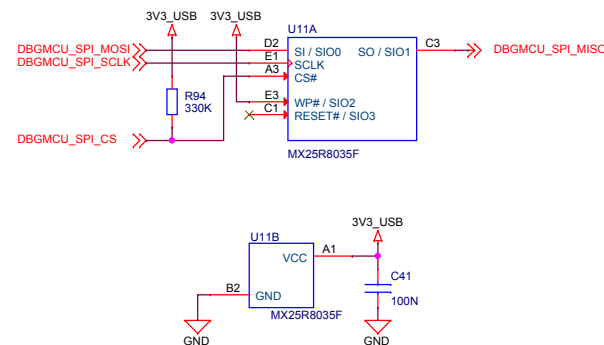 3V3_USB 3V3_USB
U11A
DBGMCU_SPI_MOSI D2 SI / SIO0 SO / SIO1 C3 DBGMCU_SPI_MISO
DBGMCU_SPI_SCLK E1 SCLK
A3 CS#
R94
330K
E3 WP# / SIO2
C1 RESET# / SIO3
DBGMCU_SPI_CS
MX25R8035F
3V3_USB
U11B
VCC A1
C41
B2 GND
100N
MX25R8035F
GND GND